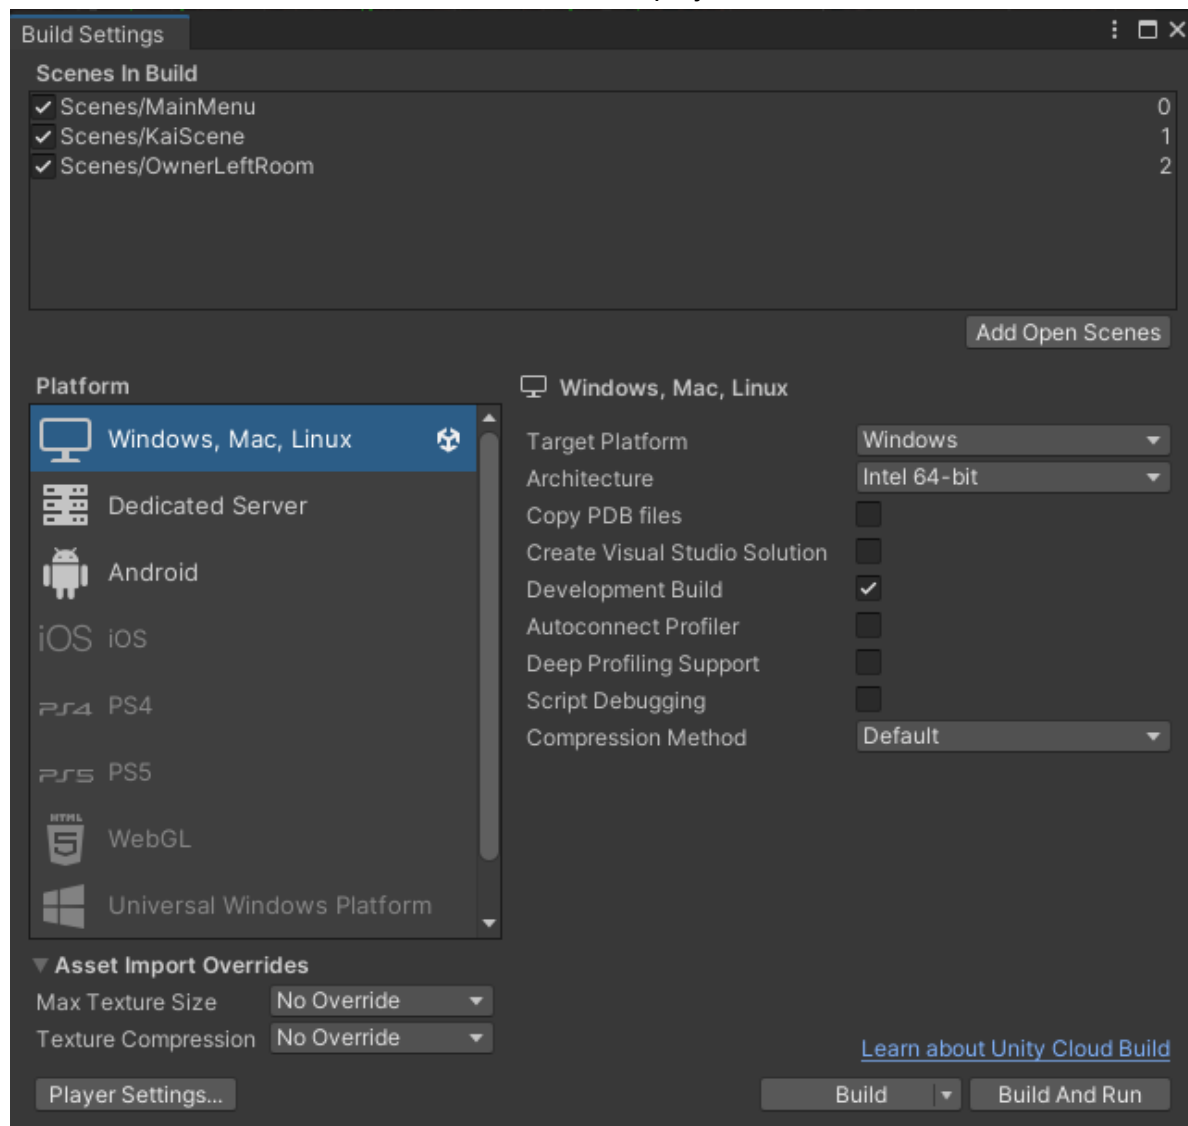 Build Settings
Scenes In Build
Scenes/MainMenu 0
Scenes/KaiScene 1
Scenes/OwnerLeftRoom 2
Add Open Scenes
Platform
Windows, Mac, Linux
Dedicated Server
Android
iOS iOS
PS4 PS4
PS5 PS5
HTML 5 WebGL
Universal Windows Platform
Windows, Mac, Linux
Target Platform Windows
Architecture Intel 64-bit
Copy PDB files
Create Visual Studio Solution
Development Build
Autoconnect Profiler
Deep Profiling Support
Script Debugging
Compression Method Default
Asset Import Overrides
Max Texture Size No Override
Texture Compression No Override
Learn about Unity Cloud Build
Player Settings... Build Build And Run